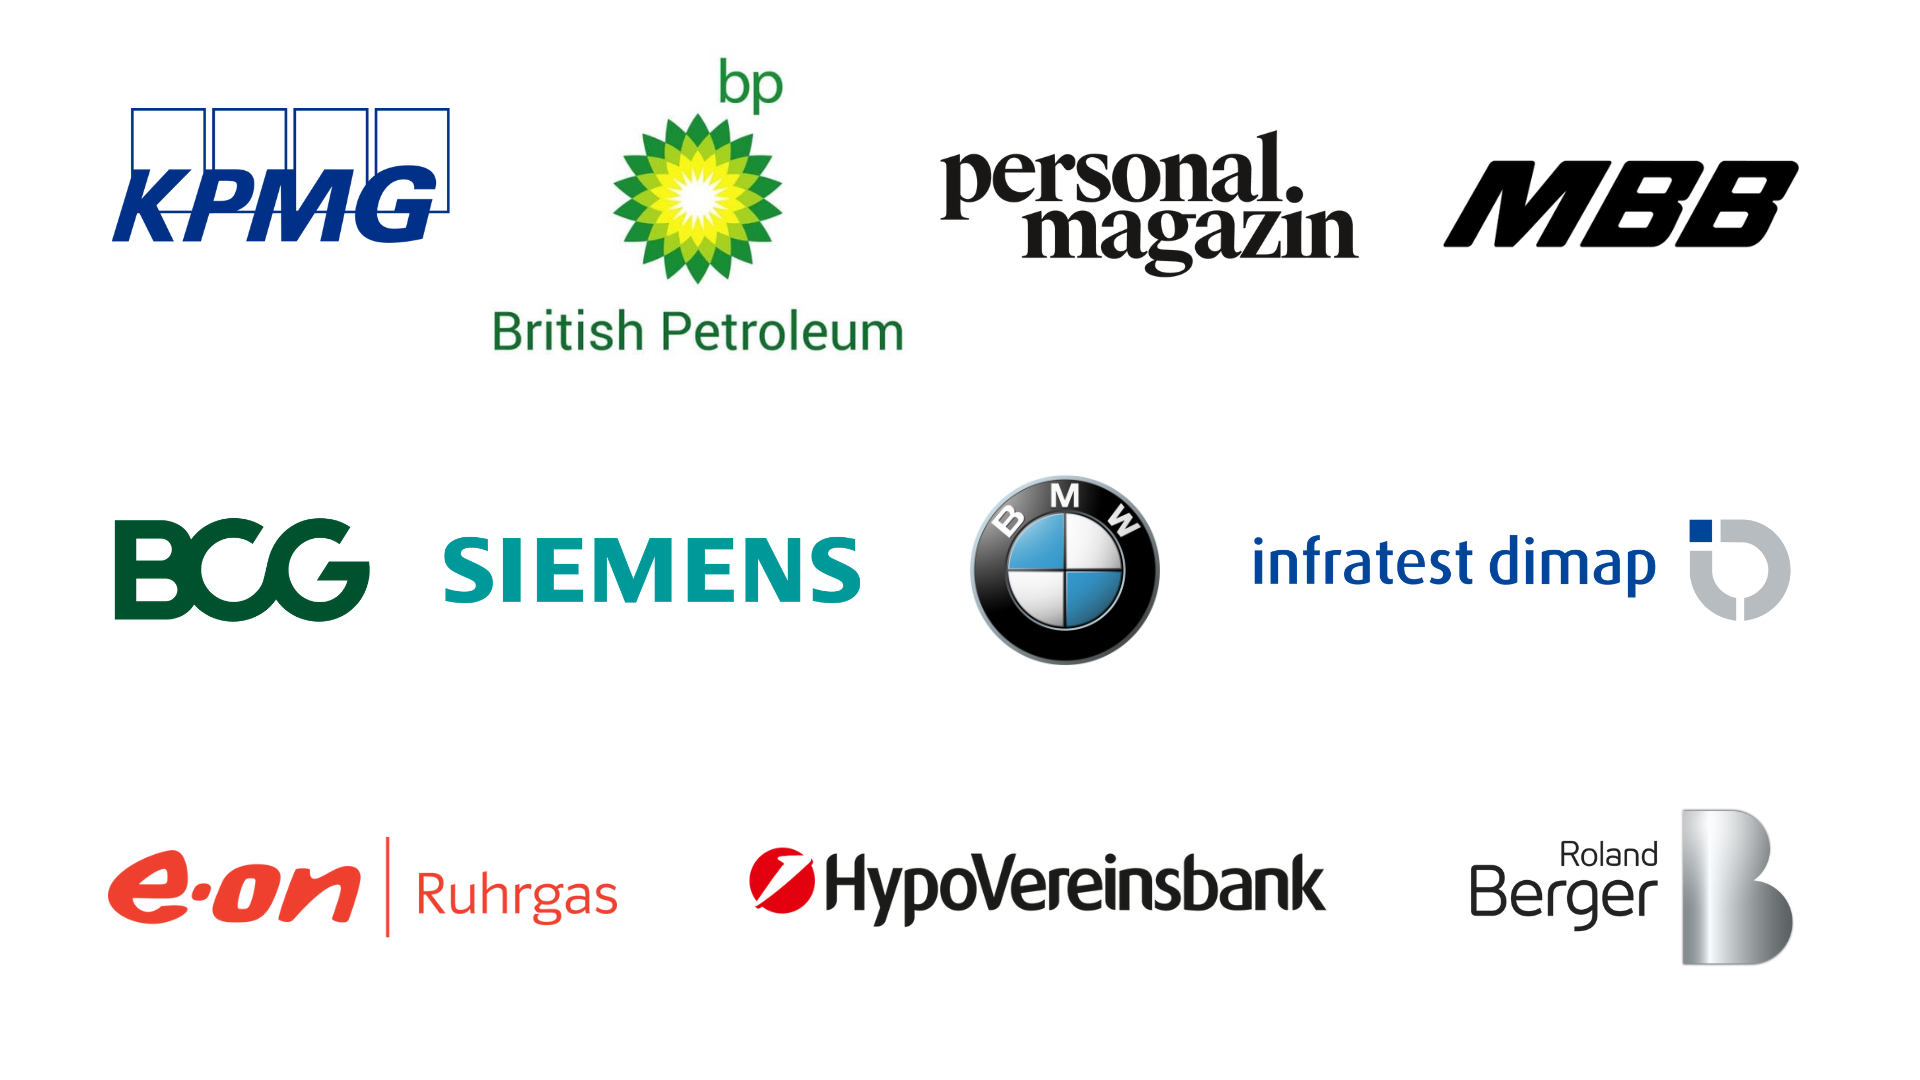 KPMG
bp
British Petroleum
personal.
magazin
MBB
BCG
SIEMENS
BMW
infratest dimap
e·on Ruhrgas
HypoVereinsbank
Roland
Berger
B